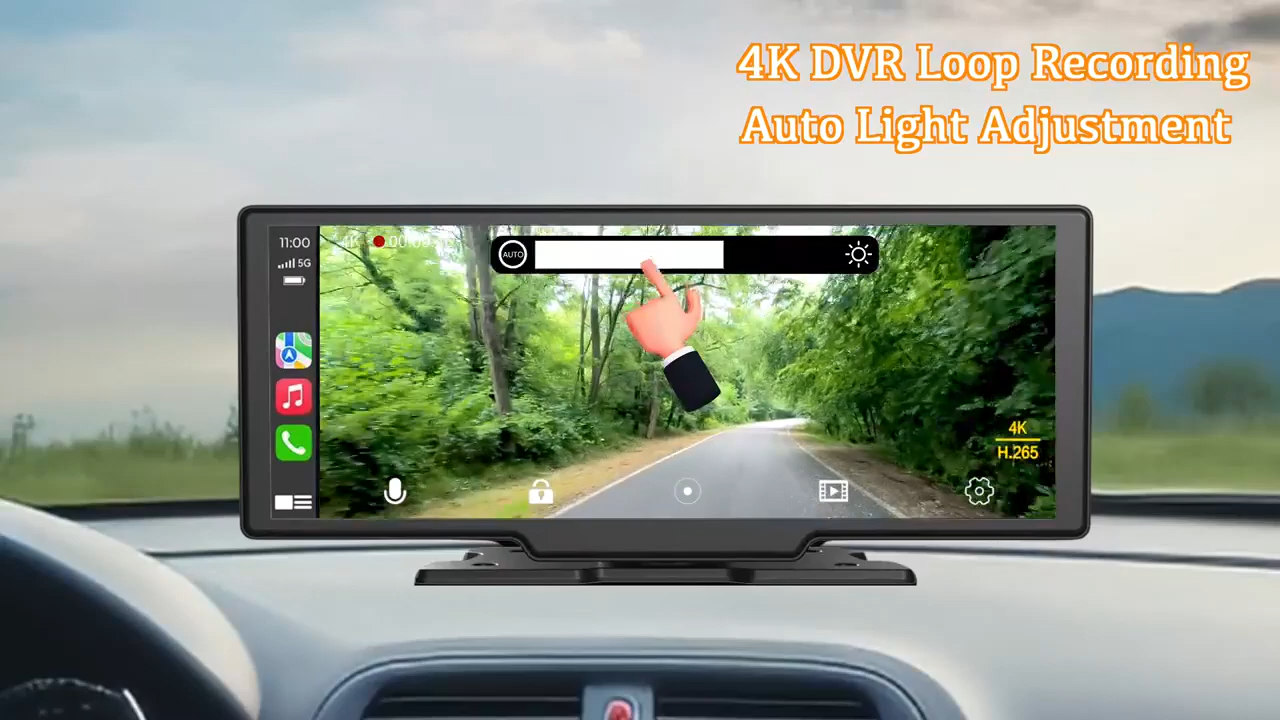 4K DVR Loop Recording
Auto Light Adjustment
11:00
5G
AUTO
4K
H.265